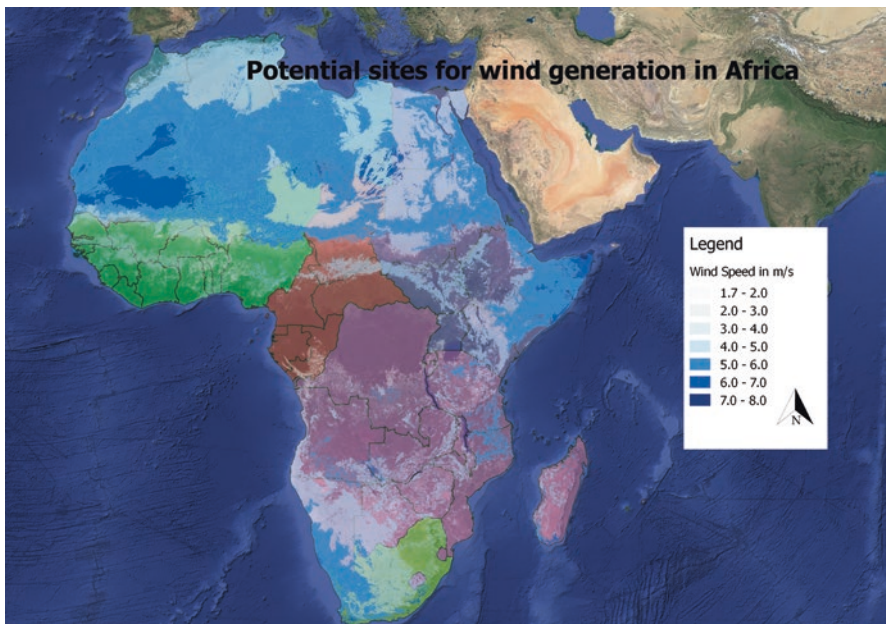 Potential sites for wind generation in Africa
Legend
Wind Speed in m/s
1.7 - 2.0
2.0 - 3.0
3.0 - 4.0
4.0 - 5.0
5.0 - 6.0
6.0 - 7.0
7.0 - 8.0
N